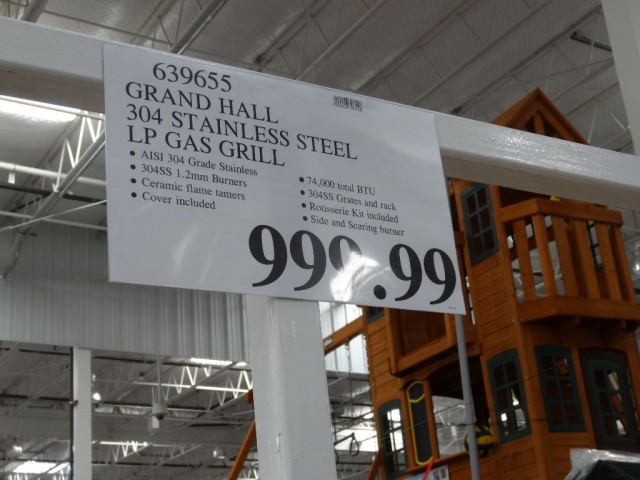 639655
GRAND HALL
304 STAINLESS STEEL
LP GAS GRILL
• AISI 304 Grade Stainless
• 304SS 1.2mm Burners
• Ceramic flame tamers
• Cover included
• 74,000 total BTU
• 304SS Grates and rack
• Rotisserie Kit included
• Side and Searing burner
999.99